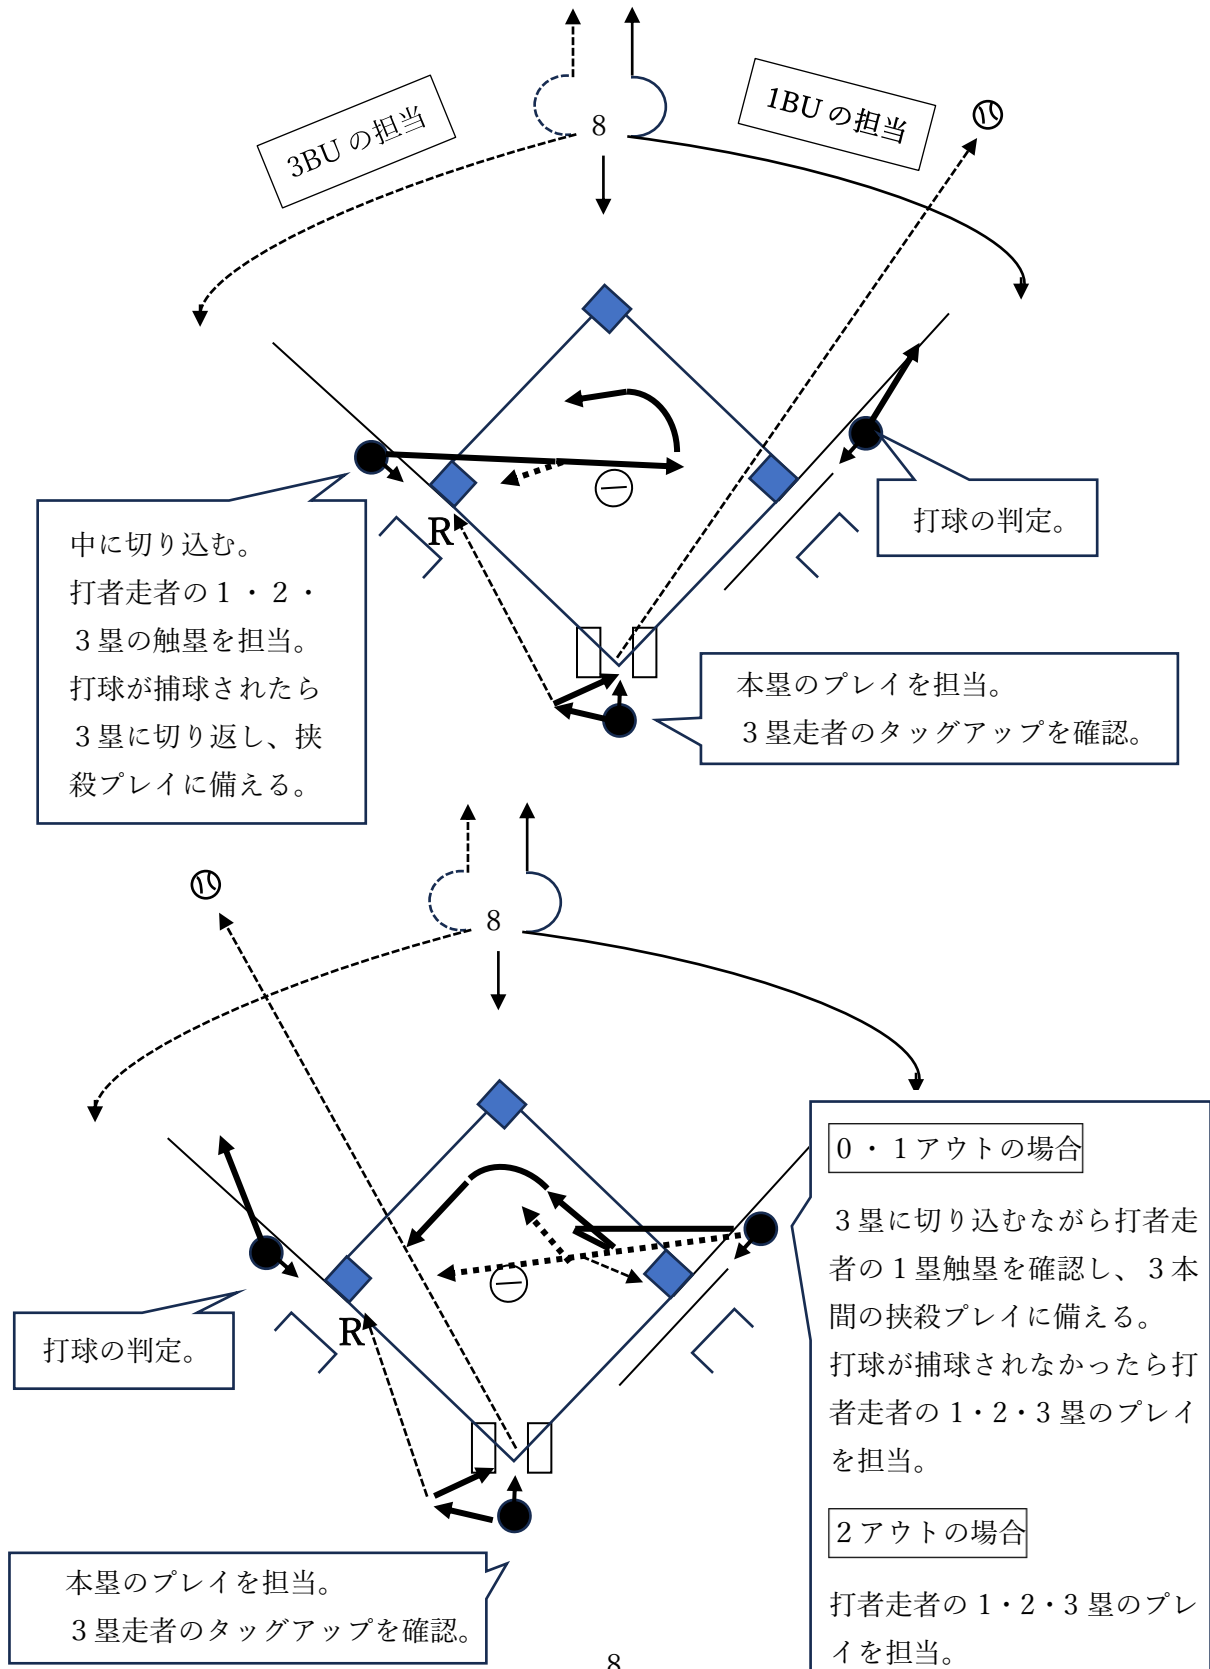 3BU の担当
1BU の担当
8
打球の判定。
中に切り込む。
打者走者の１・２・
３塁の触塁を担当。
打球が捕球されたら
３塁に切り返し、挟
殺プレイに備える。
R
本塁のプレイを担当。
３塁走者のタッグアップを確認。
8
０・１アウトの場合
３塁に切り込むながら打者走
者の１塁触塁を確認し、３本
間の挟殺プレイに備える。
打球が捕球されなかったら打
者走者の 1・2・3 塁のプレイ
を担当。
２アウトの場合
打者走者の 1・2・3 塁のプレ
イを担当。
打球の判定。
R
本塁のプレイを担当。
３塁走者のタッグアップを確認。
8